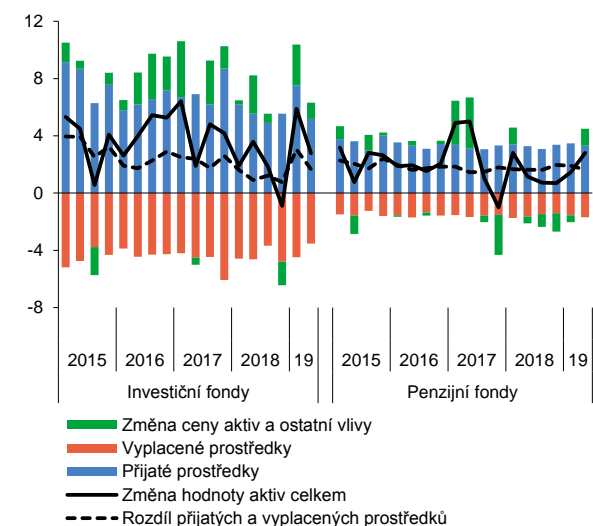 12
8
4
0
-4
-8
2015 2016 2017 2018 19 2015 2016 2017 2018 19
Investiční fondy Penzijní fondy
Změna ceny aktiv a ostatní vlivy
Vyplacené prostředky
Přijaté prostředky
Změna hodnoty aktiv celkem
Rozdíl přijatých a vyplacených prostředků